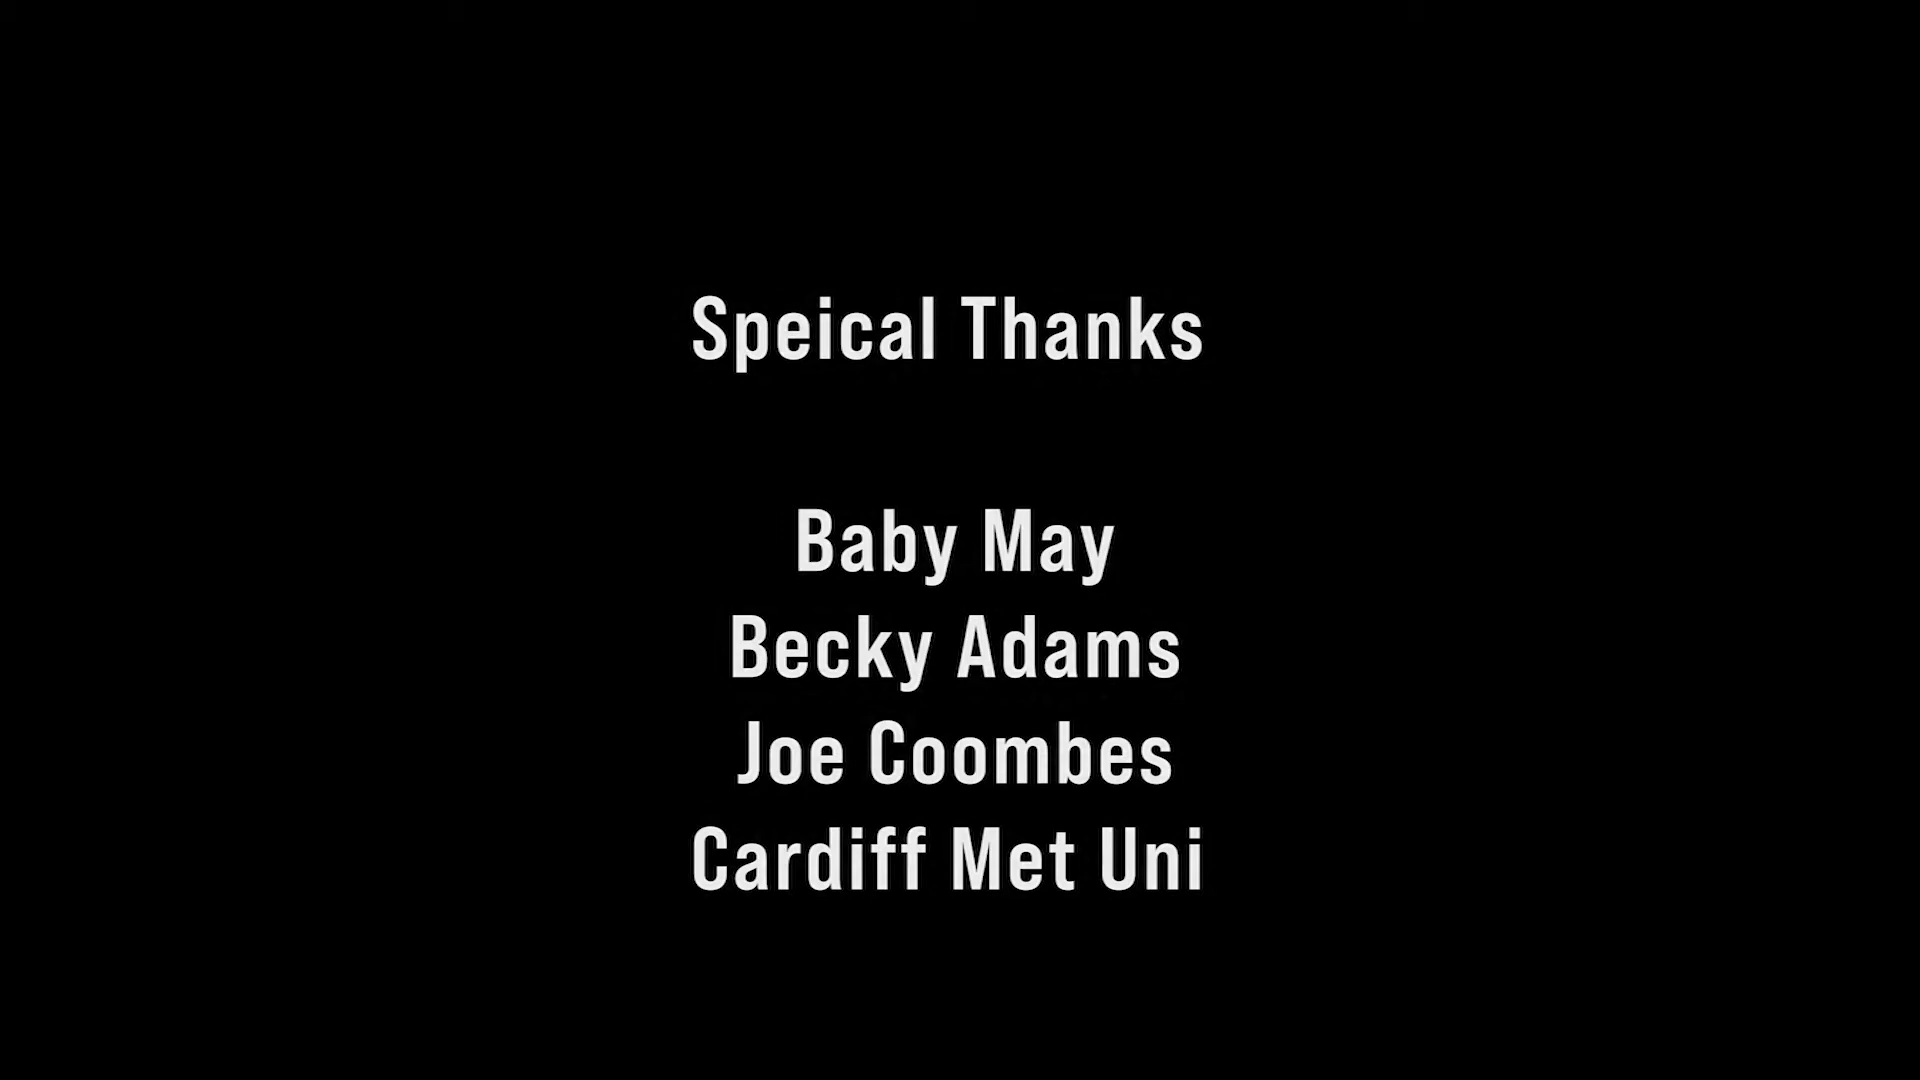 Speical Thanks
Baby May
Becky Adams
Joe Coombes
Cardiff Met Uni